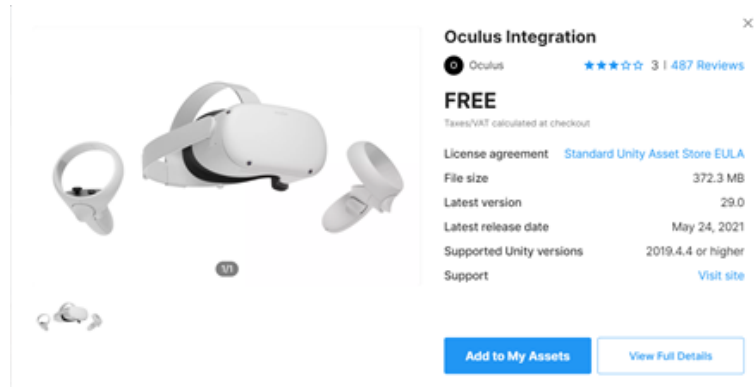 Oculus Integration
Oculus 3 | 487 Reviews
FREE
Taxes/VAT calculated at checkout
License agreement Standard Unity Asset Store EULA
File size 372.3 MB
Latest version 29.0
Latest release date May 24, 2021
Supported Unity versions 2019.4.4 or higher
Support Visit site
1/1
Add to My Assets View Full Details